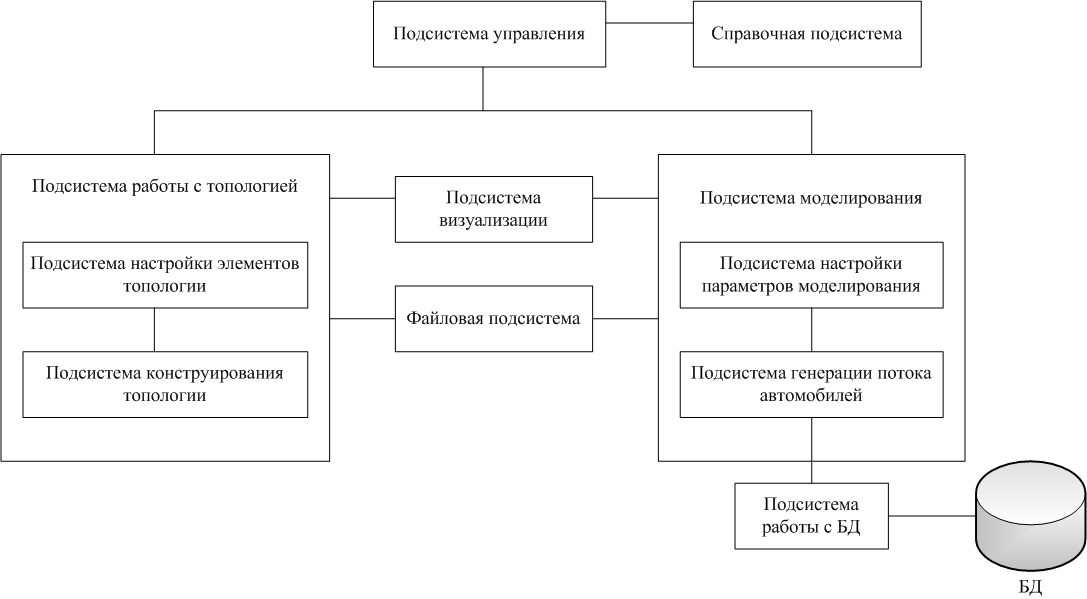 Подсистема управления
Справочная подсистема
Подсистема работы с топологией
Подсистема настройки элементов
топологии
Подсистема конструирования
топологии
Подсистема
визуализации
Файловая подсистема
Подсистема моделирования
Подсистема настройки
параметров моделирования
Подсистема генерации потока
автомобилей
Подсистема
работы с БД
БД